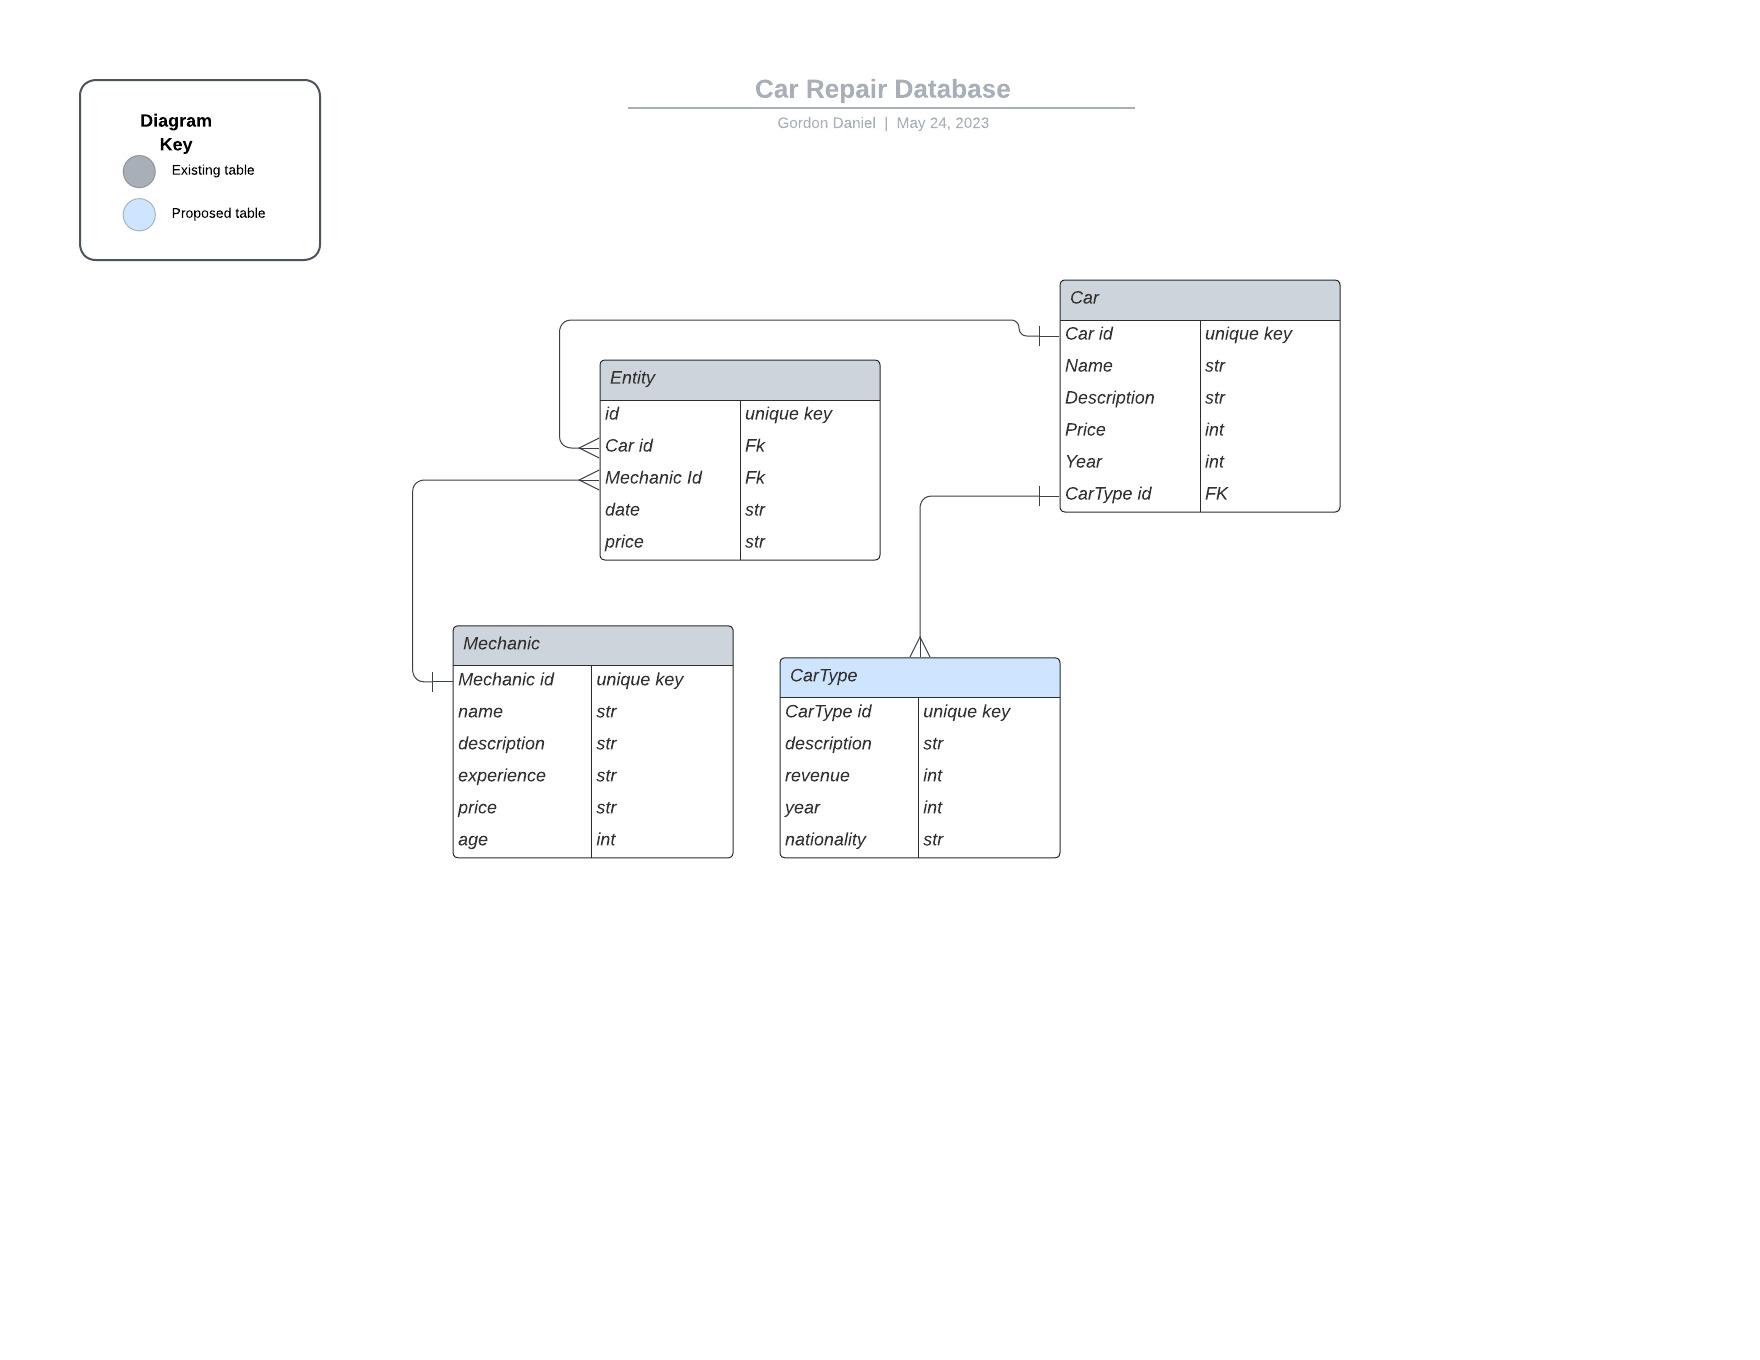 Car Repair Database
Gordon Daniel | May 24, 2023
Diagram
Key
Existing table
Proposed table
Car
Car id unique key
Name str
Description str
Price int
Year int
CarType id FK
Entity
id unique key
Car id Fk
Mechanic Id Fk
date str
price str
Mechanic
Mechanic id unique key
name str
description str
experience str
price str
age int
CarType
CarType id unique key
description str
revenue int
year int
nationality str